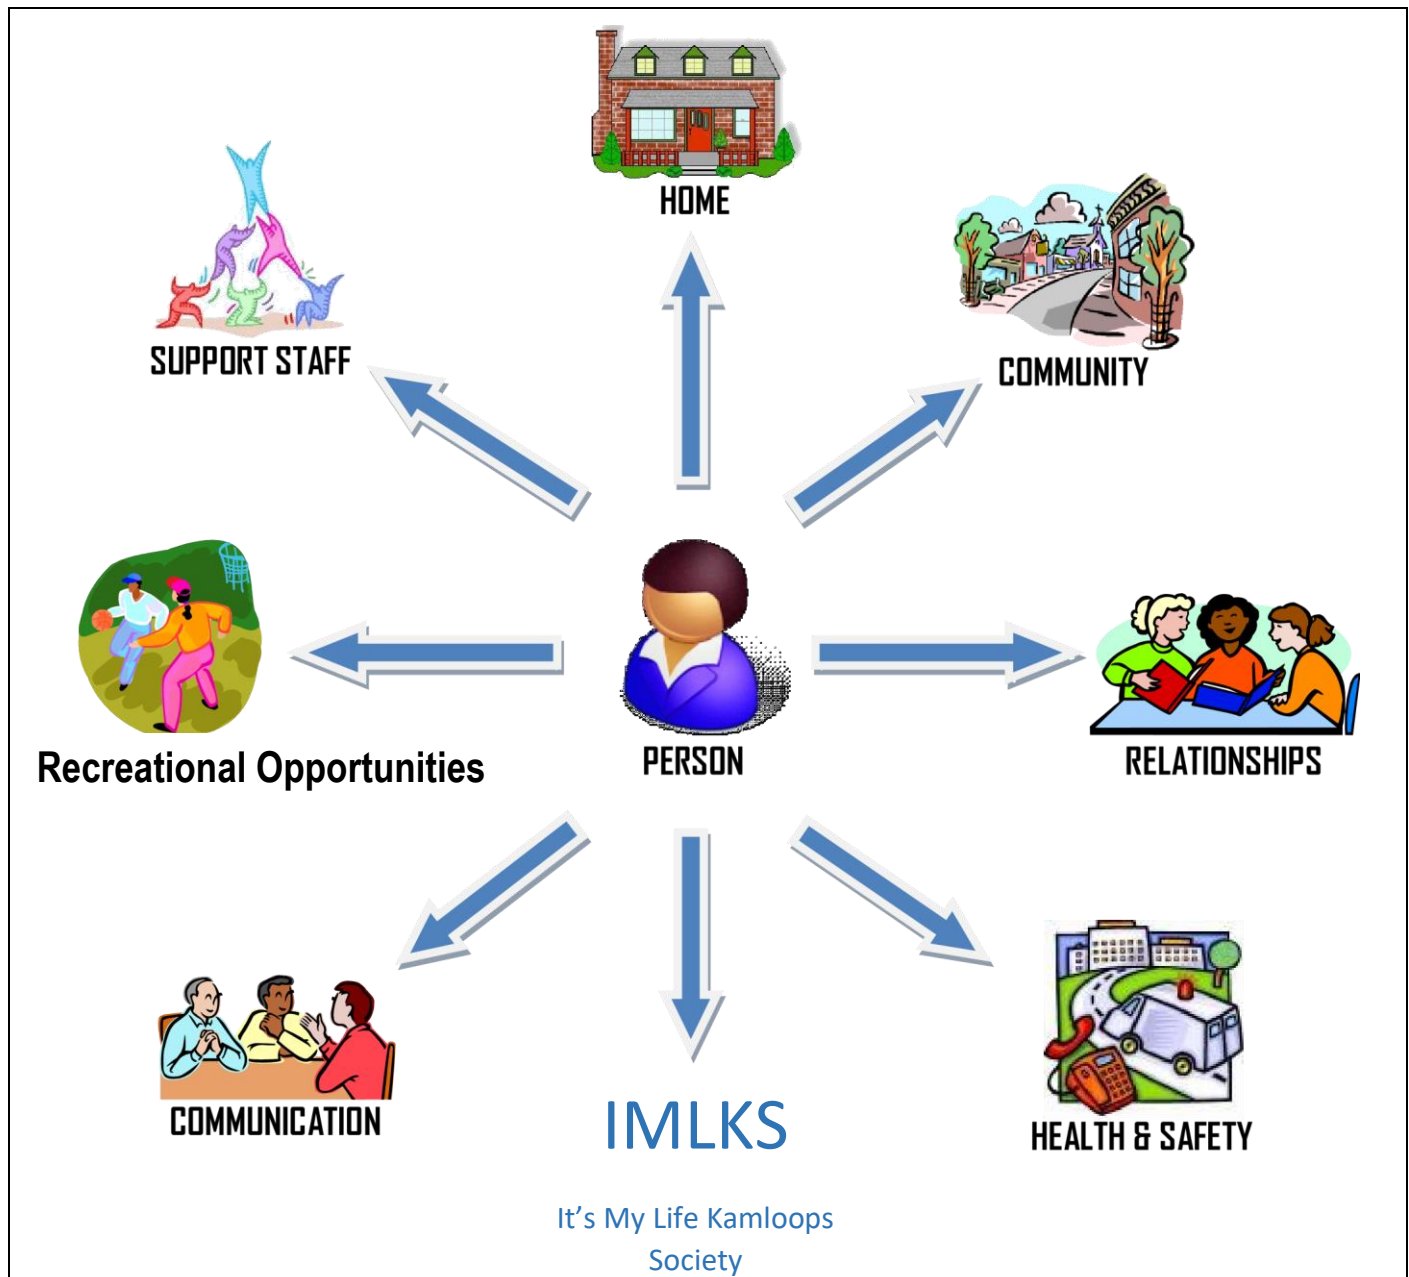 HOME
SUPPORT STAFF
COMMUNITY
Recreational Opportunities
PERSON
RELATIONSHIPS
COMMUNICATION
IMLKS
HEALTH & SAFETY
It’s My Life Kamloops
Society